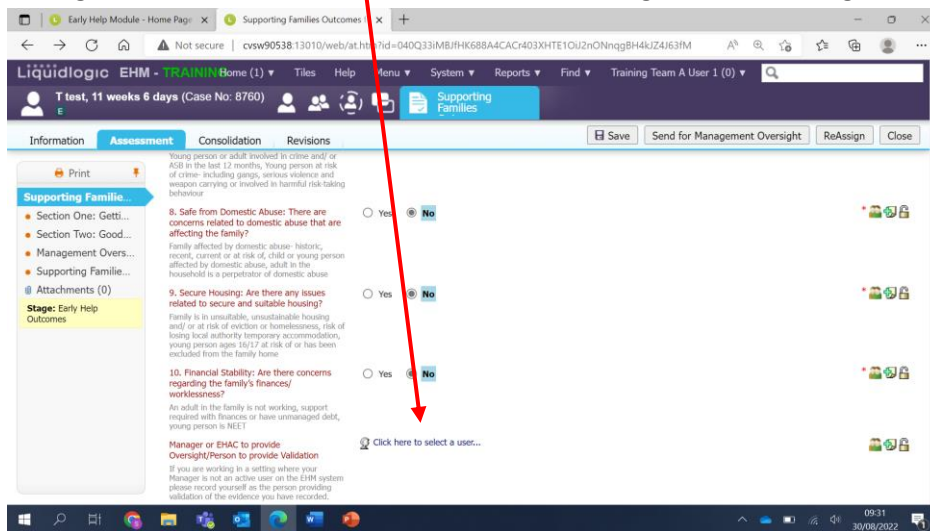 Early Help Module - Home Page
Supporting Families Outcomes
Not secure | cvsw90538:13010/web/
Liquidlogic EHM - TRAINING
Home (1) Tiles Help Menu System Reports Find Training Team A User 1 (0)
T test, 11 weeks 6 days (Case No: 8760)
E
Supporting
Families
Information Assessment Consolidation Revisions
Save Send for Management Oversight ReAssign Close
Print
Supporting Familie...
Section One: Getti...
Section Two: Good...
Management Overs...
Supporting Familie...
Attachments (0)
Stage: Early Help
Outcomes
Young person or adult involved in crime and/ or
ASB in the last 12 months, Young person at risk
of crime- including gangs, serious violence and
weapon carrying or involved in harmful risk-taking
behaviour
8. Safe from Domestic Abuse: There are
concerns related to domestic abuse that are
affecting the family?
Yes No
Family affected by domestic abuse- historic,
recent, current or at risk of, child or young person
affected by domestic abuse, adult in the
household is a perpetrator of domestic abuse
9. Secure Housing: Are there any issues
related to secure and suitable housing?
Yes No
Family is in unsuitable, unsustainable housing
and/ or at risk of eviction or homelessness, risk of
losing local authority temporary accommodation,
young person ages 16/17 at risk of or has been
excluded from the family home
10. Financial Stability: Are there concerns
regarding the family's finances/
worklessness?
Yes No
An adult in the family is not working, support
required with finances or have unmanaged debt,
young person is NEET
Manager or EHAC to provide
Oversight/Person to provide Validation
Click here to select a user...
If you are working in a setting where your
Manager is not an active user on the EHM system
please record yourself as the person providing
validation of the evidence you have recorded.
09:31
30/08/2022